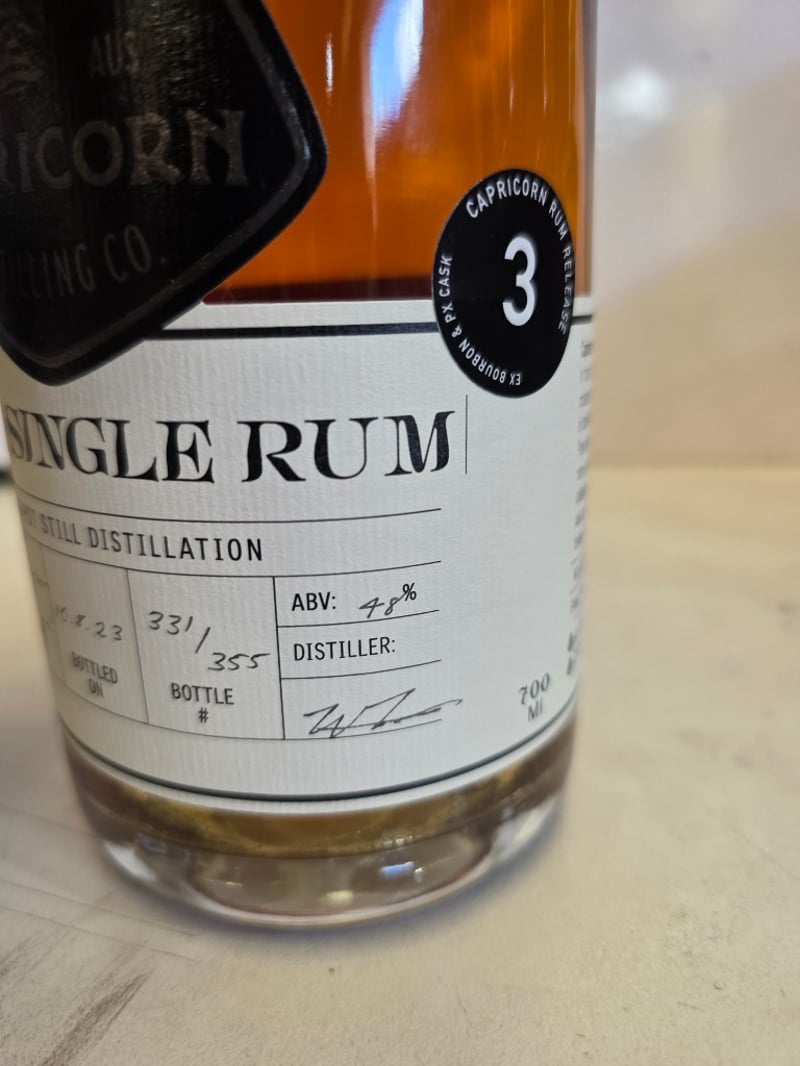 AUS
RICORN
LLING CO.
CAPRICORN RUM RELEASE
3
EX BOURBON & PX CASK
SINGLE RUM
STILL DISTILLATION
10.8.23
BOTTLED
ON
331/
355
BOTTLE
#
ABV: 48%
DISTILLER:
700
Ml